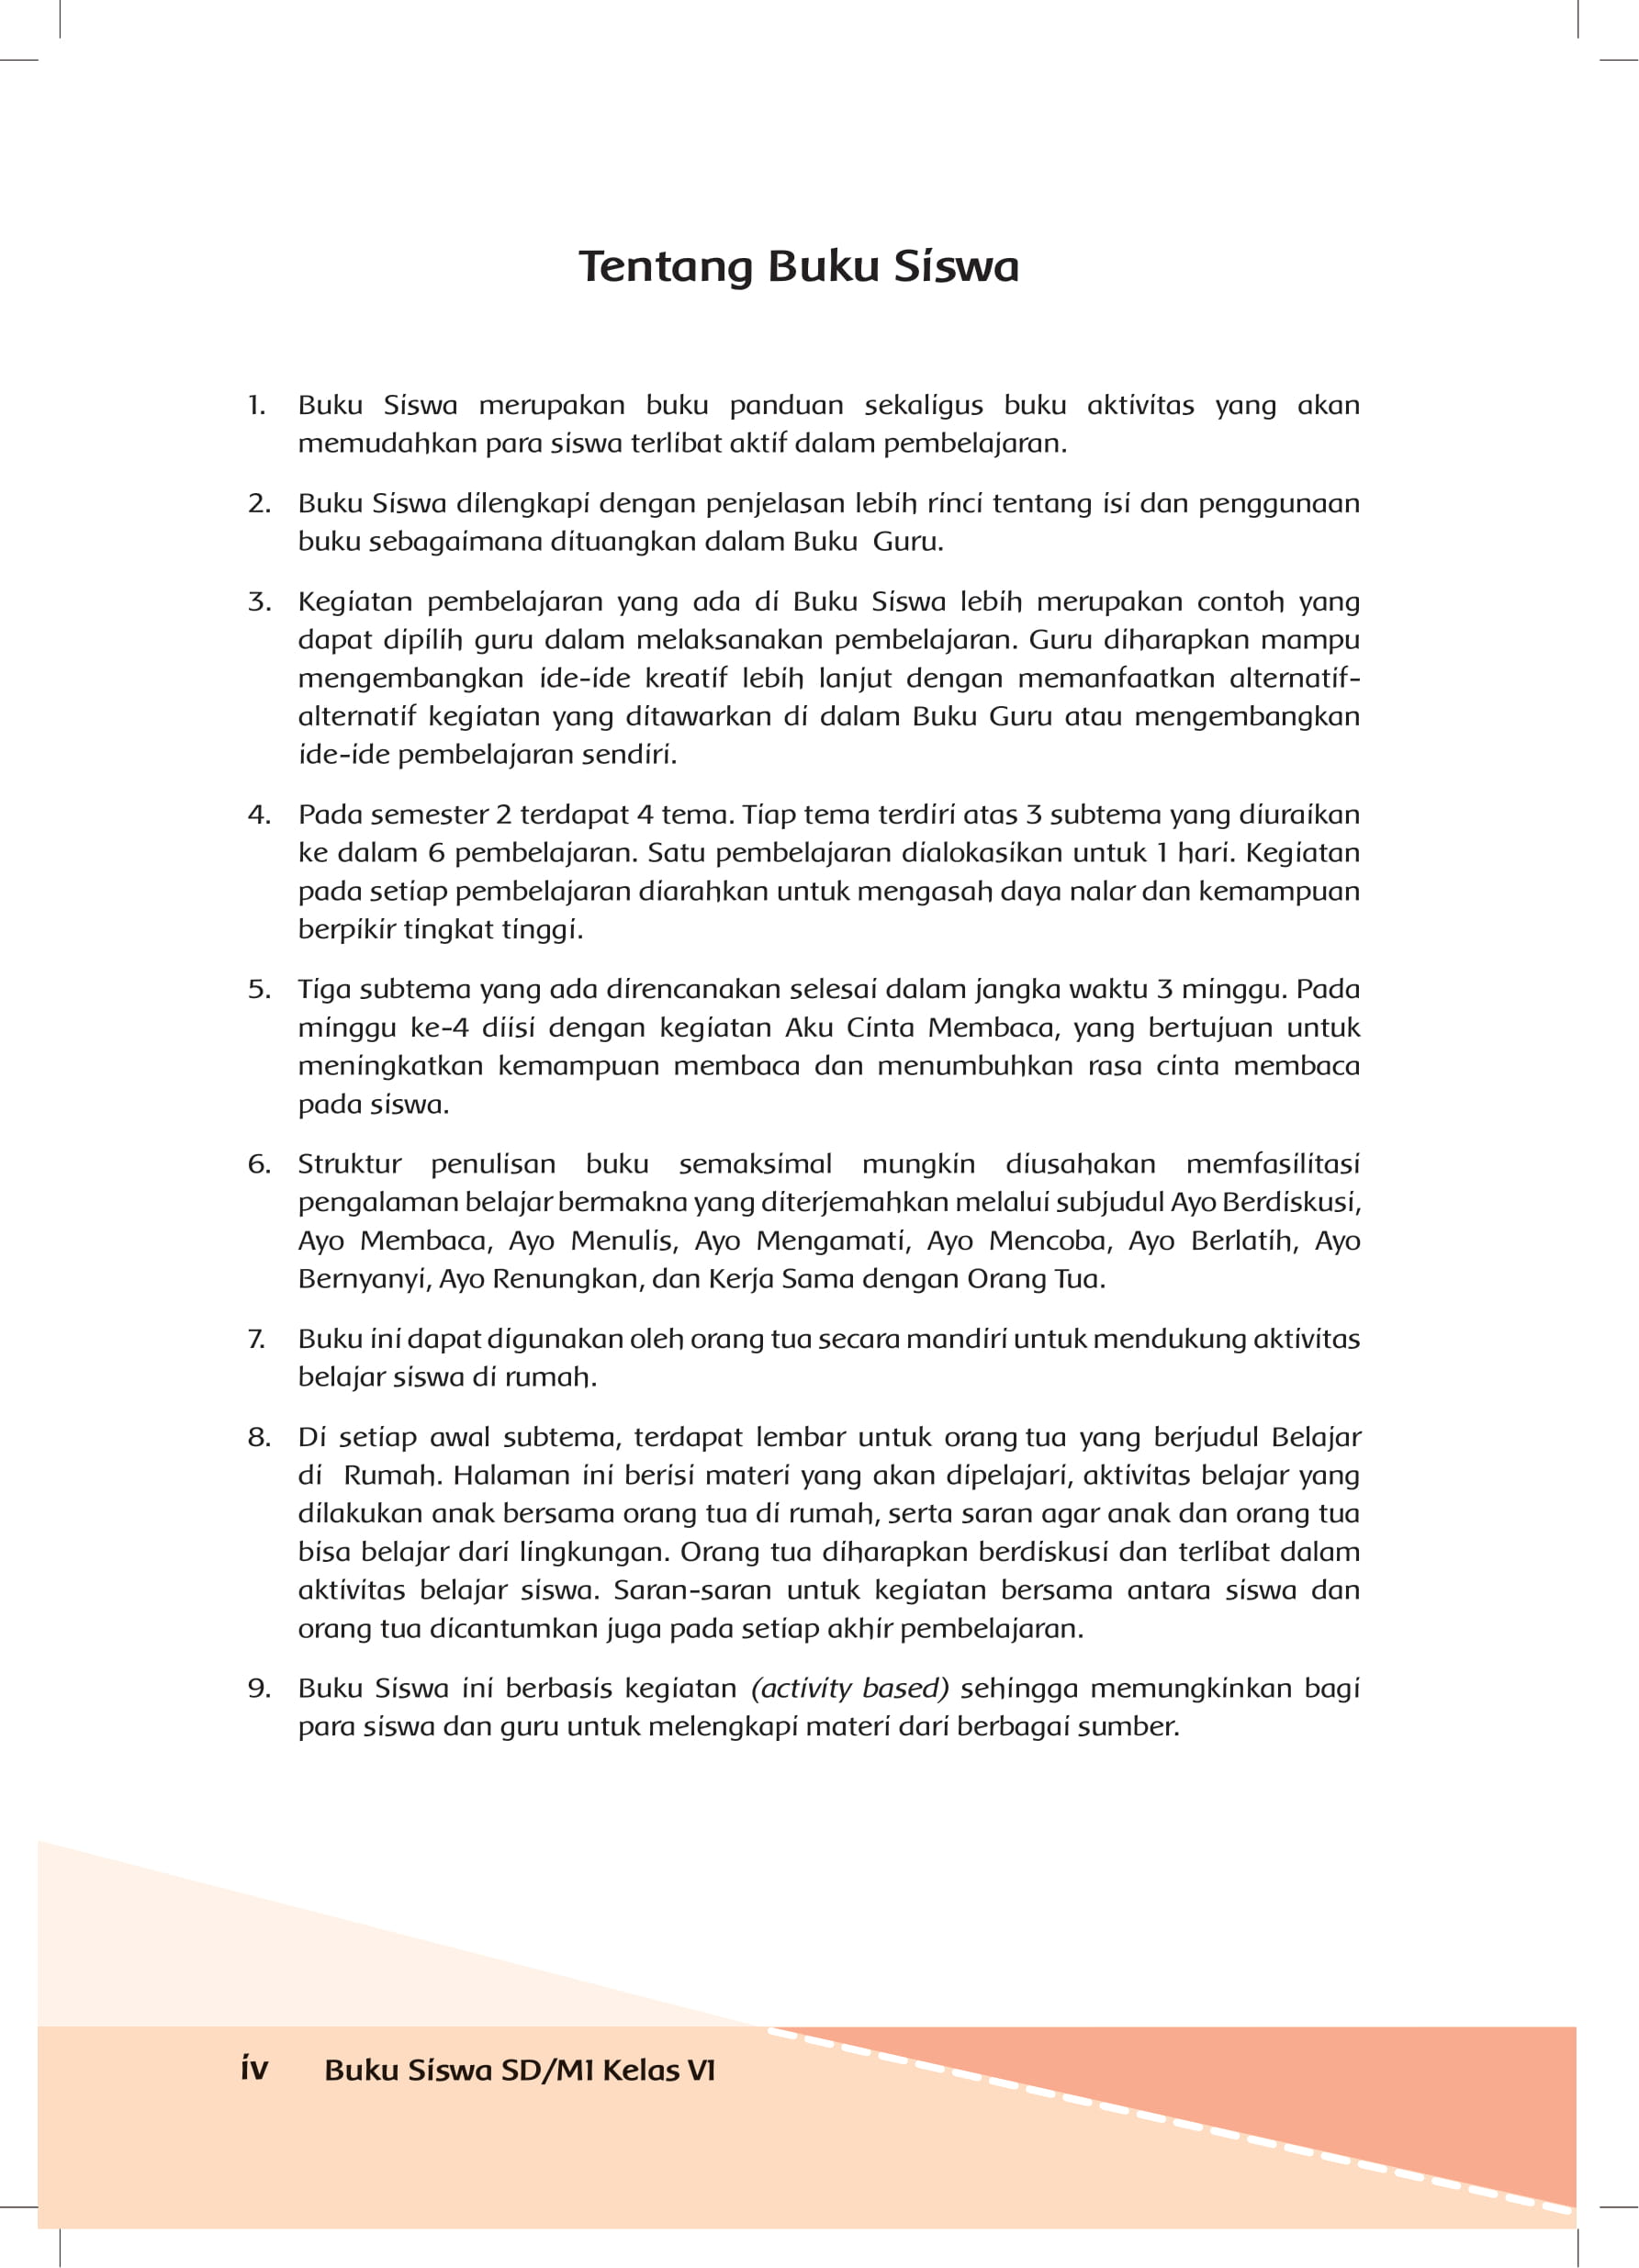 Tentang Buku Siswa
1. Buku Siswa merupakan buku panduan sekaligus buku aktivitas yang akan
memudahkan para siswa terlibat aktif dalam pembelajaran.
2. Buku Siswa dilengkapi dengan penjelasan lebih rinci tentang isi dan penggunaan
buku sebagaimana dituangkan dalam Buku Guru.
3. Kegiatan pembelajaran yang ada di Buku Siswa lebih merupakan contoh yang
dapat dipilih guru dalam melaksanakan pembelajaran. Guru diharapkan mampu
mengembangkan ide-ide kreatif lebih lanjut dengan memanfaatkan alternatif-
alternatif kegiatan yang ditawarkan di dalam Buku Guru atau mengembangkan
ide-ide pembelajaran sendiri.
4. Pada semester 2 terdapat 4 tema. Tiap tema terdiri atas 3 subtema yang diuraikan
ke dalam 6 pembelajaran. Satu pembelajaran dialokasikan untuk 1 hari. Kegiatan
pada setiap pembelajaran diarahkan untuk mengasah daya nalar dan kemampuan
berpikir tingkat tinggi.
5. Tiga subtema yang ada direncanakan selesai dalam jangka waktu 3 minggu. Pada
minggu ke-4 diisi dengan kegiatan Aku Cinta Membaca, yang bertujuan untuk
meningkatkan kemampuan membaca dan menumbuhkan rasa cinta membaca
pada siswa.
6. Struktur penulisan buku semaksimal mungkin diusahakan memfasilitasi
pengalaman belajar bermakna yang diterjemahkan melalui subjudul Ayo Berdiskusi,
Ayo Membaca, Ayo Menulis, Ayo Mengamati, Ayo Mencoba, Ayo Berlatih, Ayo
Bernyanyi, Ayo Renungkan, dan Kerja Sama dengan Orang Tua.
7. Buku ini dapat digunakan oleh orang tua secara mandiri untuk mendukung aktivitas
belajar siswa di rumah.
8. Di setiap awal subtema, terdapat lembar untuk orang tua yang berjudul Belajar
di Rumah. Halaman ini berisi materi yang akan dipelajari, aktivitas belajar yang
dilakukan anak bersama orang tua di rumah, serta saran agar anak dan orang tua
bisa belajar dari lingkungan. Orang tua diharapkan berdiskusi dan terlibat dalam
aktivitas belajar siswa. Saran-saran untuk kegiatan bersama antara siswa dan
orang tua dicantumkan juga pada setiap akhir pembelajaran.
9. Buku Siswa ini berbasis kegiatan (activity based) sehingga memungkinkan bagi
para siswa dan guru untuk melengkapi materi dari berbagai sumber.
iv Buku Siswa SD/MI Kelas VI